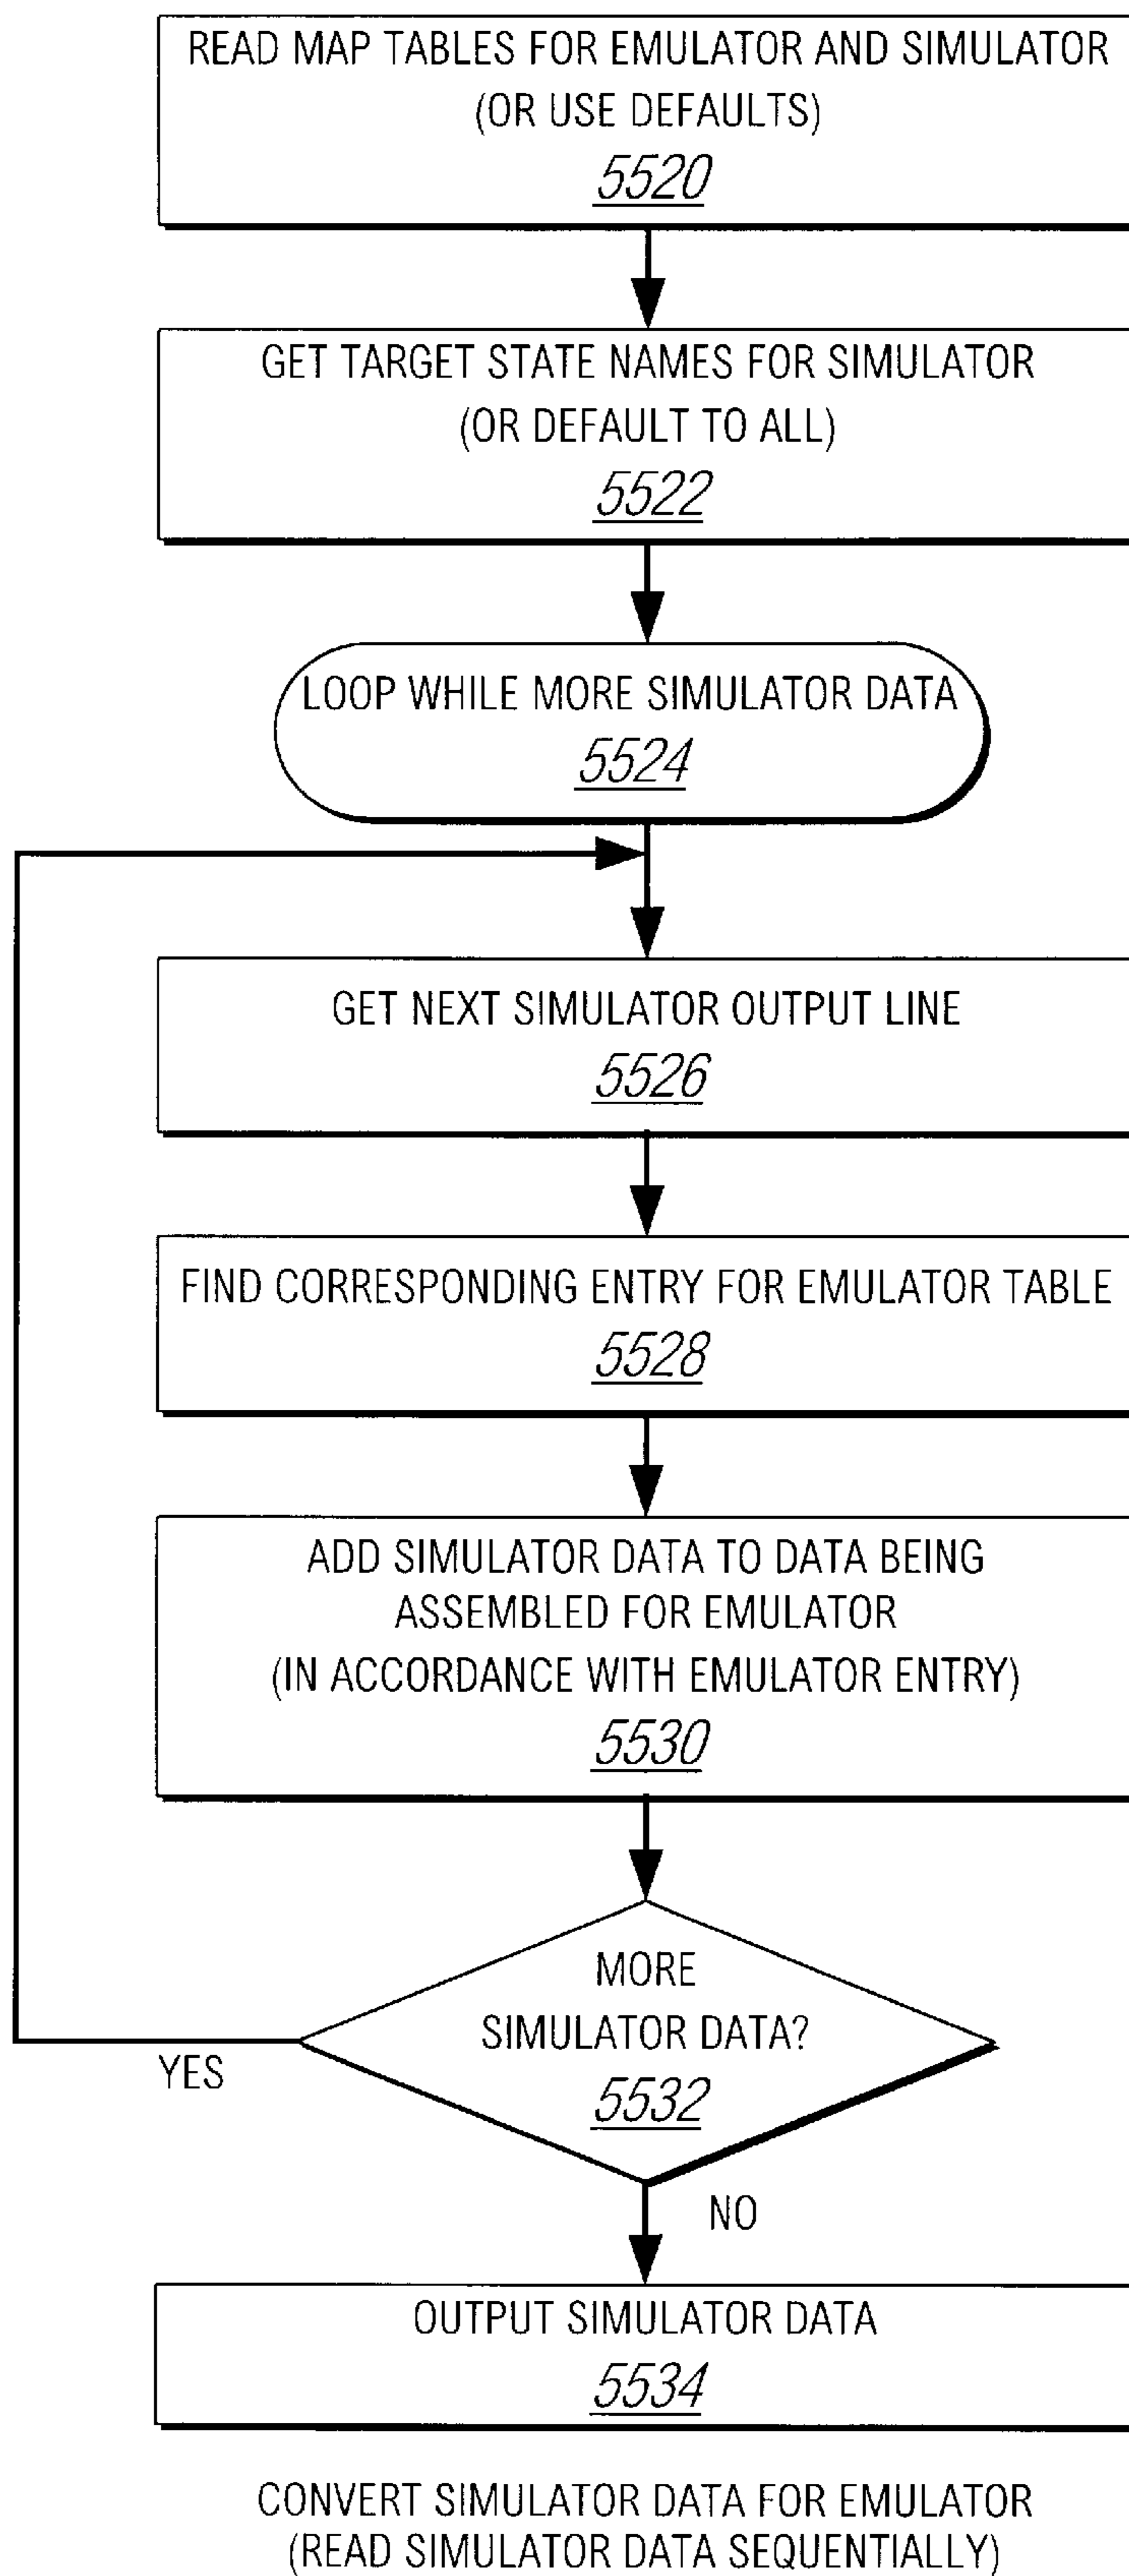 READ MAP TABLES FOR EMULATOR AND SIMULATOR
(OR USE DEFAULTS)
5520
GET TARGET STATE NAMES FOR SIMULATOR
(OR DEFAULT TO ALL)
5522
LOOP WHILE MORE SIMULATOR DATA
5524
GET NEXT SIMULATOR OUTPUT LINE
5526
FIND CORRESPONDING ENTRY FOR EMULATOR TABLE
5528
ADD SIMULATOR DATA TO DATA BEING
ASSEMBLED FOR EMULATOR
(IN ACCORDANCE WITH EMULATOR ENTRY)
5530
MORE
SIMULATOR DATA?
5532
YES
NO
OUTPUT SIMULATOR DATA
5534
CONVERT SIMULATOR DATA FOR EMULATOR
(READ SIMULATOR DATA SEQUENTIALLY)